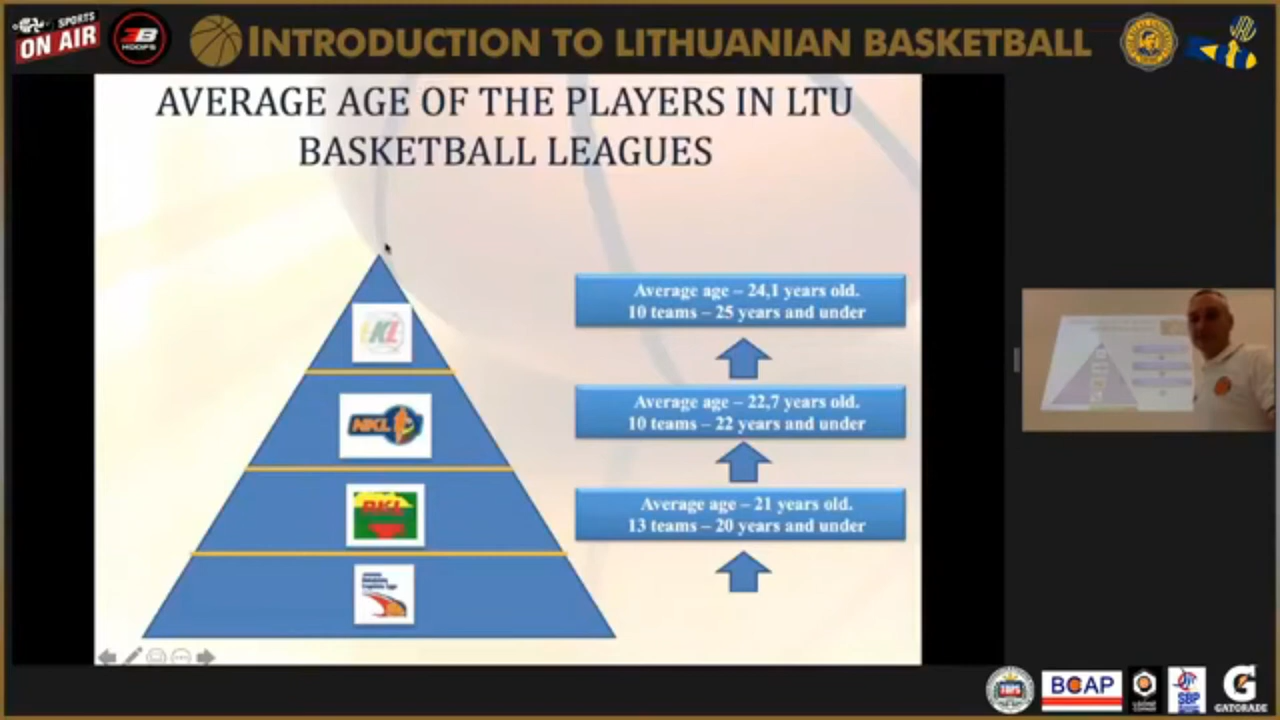 SPORTS
ON AIR
3B
HOOPS
INTRODUCTION TO LITHUANIAN BASKETBALL
AVERAGE AGE OF THE PLAYERS IN LTU
BASKETBALL LEAGUES
LKL
NKL
RKL
Average age – 24,1 years old.
10 teams – 25 years and under
Average age – 22,7 years old.
10 teams – 22 years and under
Average age – 21 years old.
13 teams – 20 years and under
BCAP
SBP
G
GATORADE